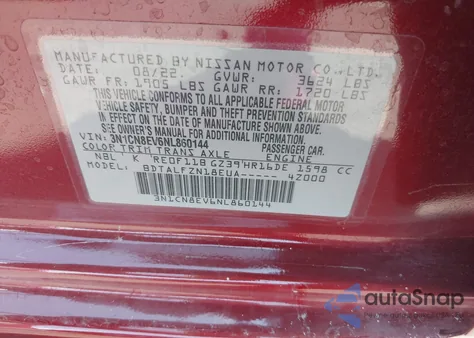 MANUFACTURED BY NISSAN MOTOR CO., LTD.
DATE: 08/22 GVWR: 3624 LBS
GAWR FR: 1905 LBS GAWR RR: 1720 LBS
THIS VEHICLE CONFORMS TO ALL APPLICABLE FEDERAL MOTOR
VEHICLE SAFETY, BUMPER AND THEFT PREVENTION STANDARDS
IN EFFECT ON THE DATE OF MANUFACTURE SHOWN ABOVE.
*SEE OWNER'S MANUAL FOR ADDITIONAL INFORMATION.
VIN: 3N1CN8EV6NL860144 PASSENGER CAR
COLOR TRIM TRANS AXLE ENGINE
NBL K RE0F11B GZ39 HR16DE 1598 CC
MODEL: BDTALFZN18EUA-- 42000
3N1CN8EV6NL860144
autoSnap